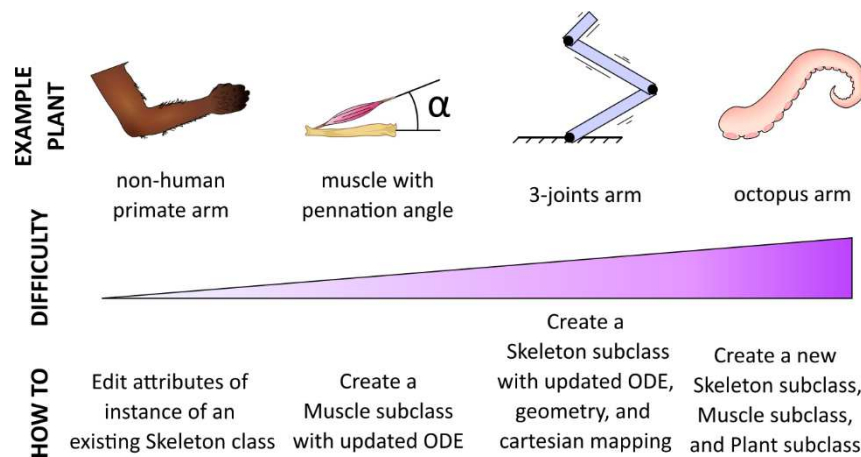 EXAMPLE
PLANT
α
non-human
primate arm
muscle with
pennation angle
3-joints arm
octopus arm
DIFFICULTY
HOW TO
Edit attributes of
instance of an
existing Skeleton class
Create a
Muscle subclass
with updated ODE
Create a
Skeleton subclass
with updated ODE,
geometry, and
cartesian mapping
Create a new
Skeleton subclass,
Muscle subclass,
and Plant subclass